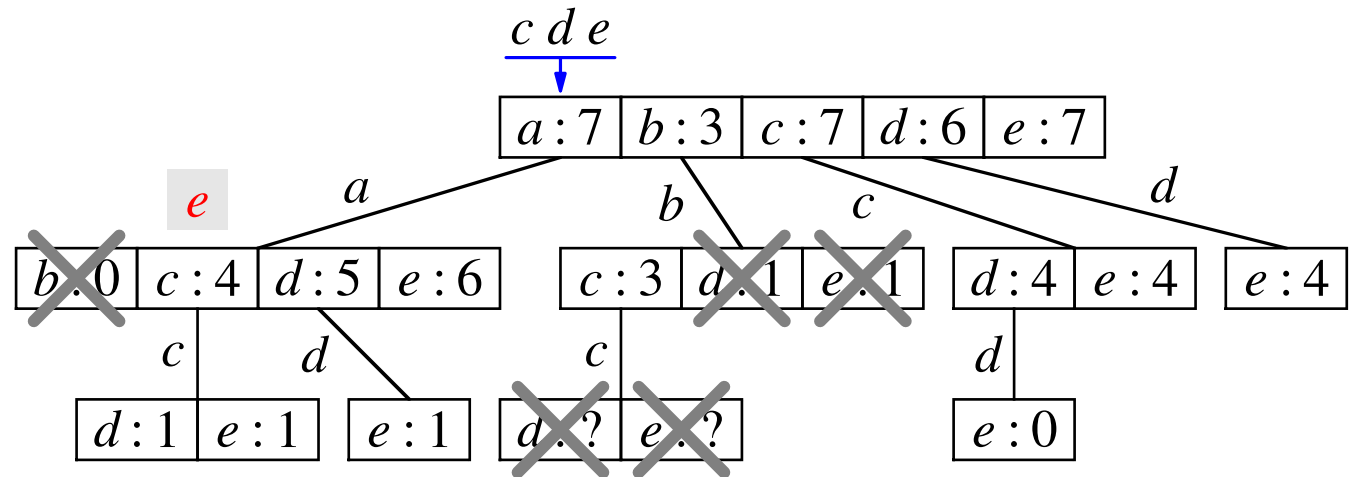 c d e
a : 7 b : 3 c : 7 d : 6 e : 7
e a b c d
b : 0 c : 4 d : 5 e : 6 c : 3 d : 1 e : 1 d : 4 e : 4 e : 4
c d c d
d : 1 e : 1 e : 1 d : ? e : ? e : 0